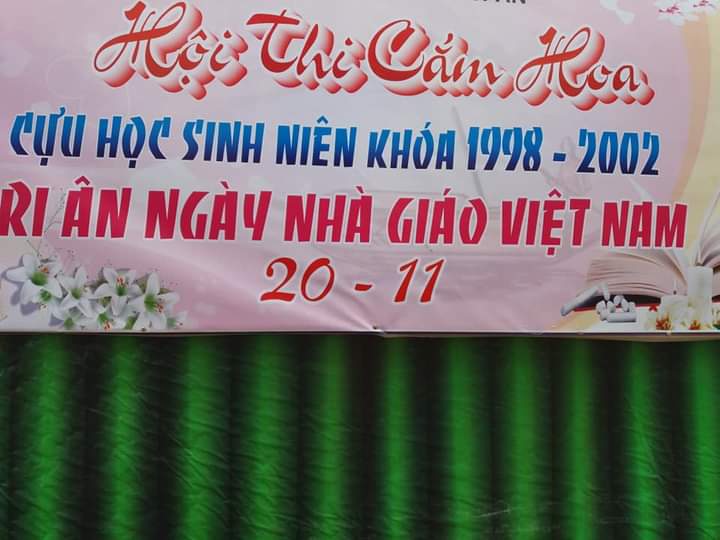 Hội Thi Cắm Hoa
CỰU HỌC SINH NIÊN KHÓA 1998 - 2002
RI ÂN NGÀY NHÀ GIÁO VIỆT NAM
20 - 11